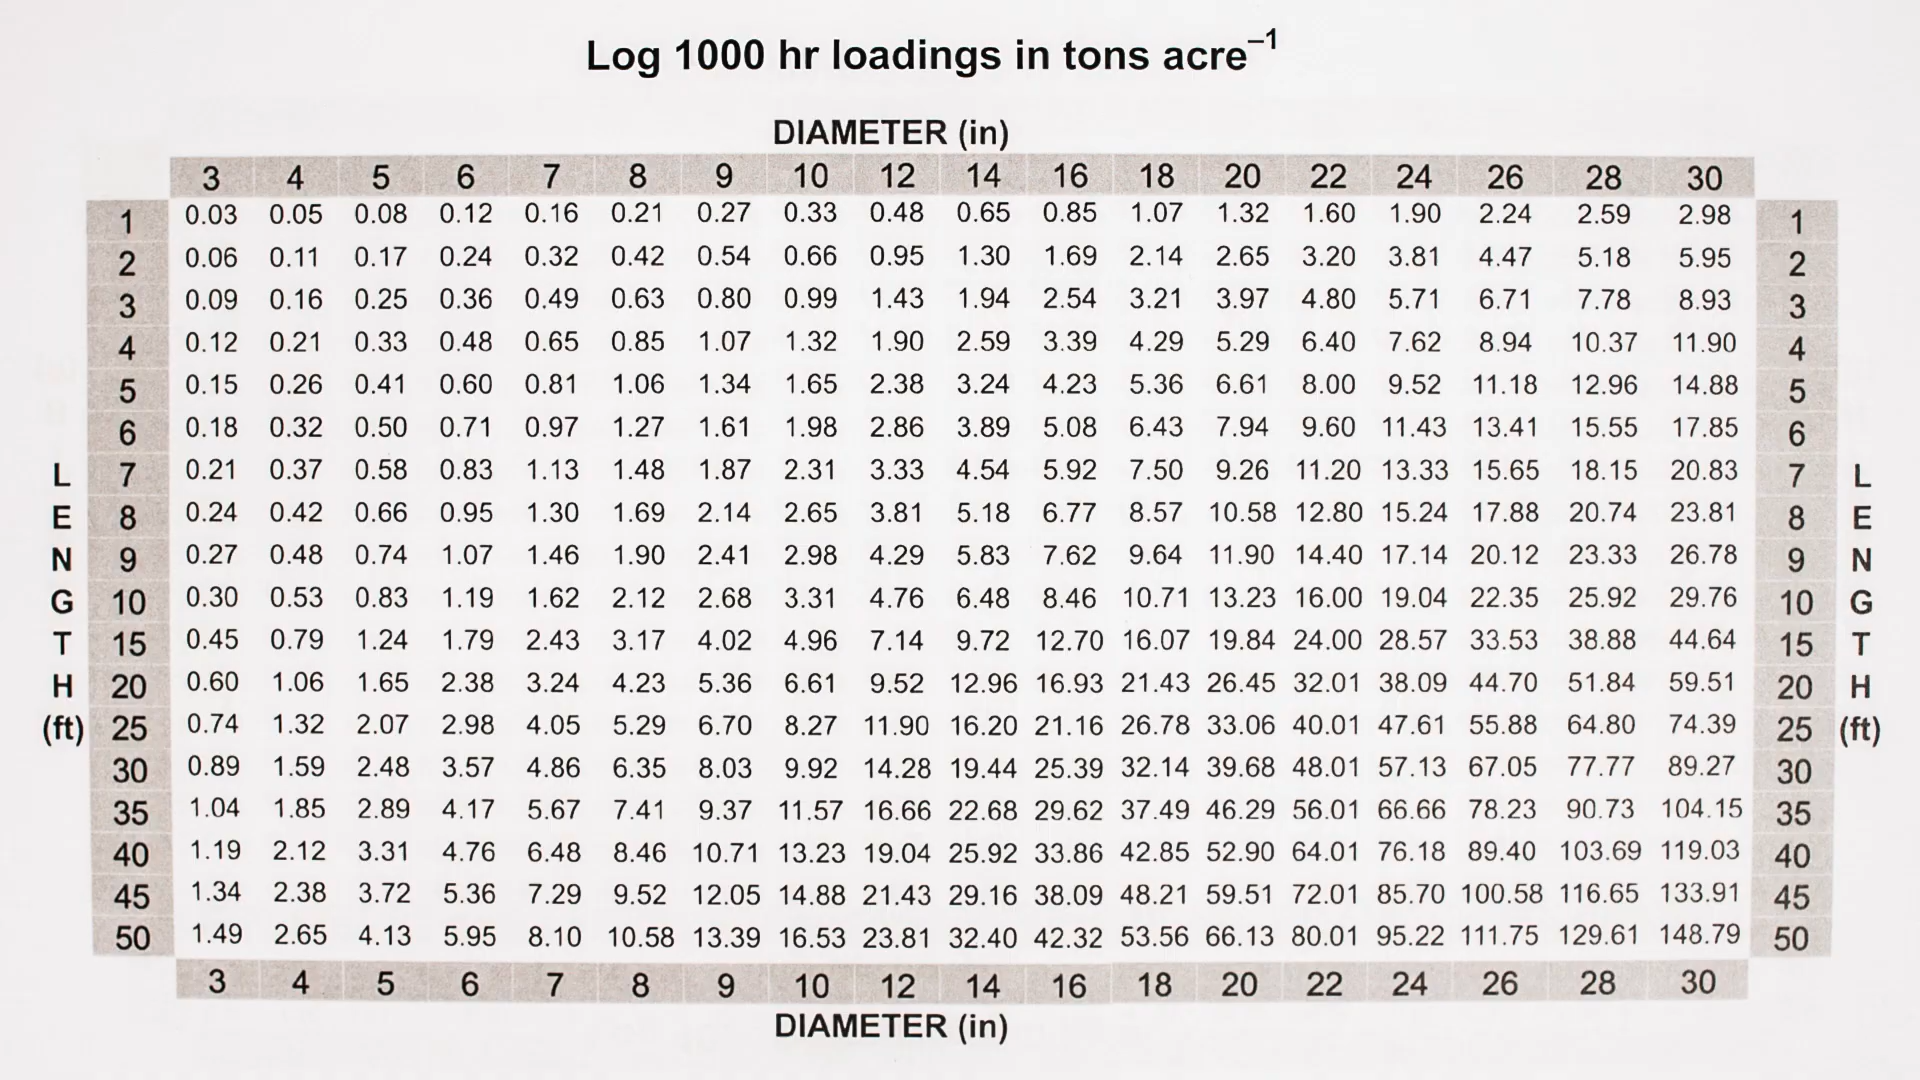 Log 1000 hr loadings in tons acre⁻¹
DIAMETER (in)
3 4 5 6 7 8 9 10 12 14 16 18 20 22 24 26 28 30
1 0.03 0.05 0.08 0.12 0.16 0.21 0.27 0.33 0.48 0.65 0.85 1.07 1.32 1.60 1.90 2.24 2.59 2.98 1
2 0.06 0.11 0.17 0.24 0.32 0.42 0.54 0.66 0.95 1.30 1.69 2.14 2.65 3.20 3.81 4.47 5.18 5.95 2
3 0.09 0.16 0.25 0.36 0.49 0.63 0.80 0.99 1.43 1.94 2.54 3.21 3.97 4.80 5.71 6.71 7.78 8.93 3
4 0.12 0.21 0.33 0.48 0.65 0.85 1.07 1.32 1.90 2.59 3.39 4.29 5.29 6.40 7.62 8.94 10.37 11.90 4
5 0.15 0.26 0.41 0.60 0.81 1.06 1.34 1.65 2.38 3.24 4.23 5.36 6.61 8.00 9.52 11.18 12.96 14.88 5
6 0.18 0.32 0.50 0.71 0.97 1.27 1.61 1.98 2.86 3.89 5.08 6.43 7.94 9.60 11.43 13.41 15.55 17.85 6
L 7 0.21 0.37 0.58 0.83 1.13 1.48 1.87 2.31 3.33 4.54 5.92 7.50 9.26 11.20 13.33 15.65 18.15 20.83 7 L
E 8 0.24 0.42 0.66 0.95 1.30 1.69 2.14 2.65 3.81 5.18 6.77 8.57 10.58 12.80 15.24 17.88 20.74 23.81 8 E
N 9 0.27 0.48 0.74 1.07 1.46 1.90 2.41 2.98 4.29 5.83 7.62 9.64 11.90 14.40 17.14 20.12 23.33 26.78 9 N
G 10 0.30 0.53 0.83 1.19 1.62 2.12 2.68 3.31 4.76 6.48 8.46 10.71 13.23 16.00 19.04 22.35 25.92 29.76 10 G
T 15 0.45 0.79 1.24 1.79 2.43 3.17 4.02 4.96 7.14 9.72 12.70 16.07 19.84 24.00 28.57 33.53 38.88 44.64 15 T
H 20 0.60 1.06 1.65 2.38 3.24 4.23 5.36 6.61 9.52 12.96 16.93 21.43 26.45 32.01 38.09 44.70 51.84 59.51 20 H
(ft) 25 0.74 1.32 2.07 2.98 4.05 5.29 6.70 8.27 11.90 16.20 21.16 26.78 33.06 40.01 47.61 55.88 64.80 74.39 25 (ft)
30 0.89 1.59 2.48 3.57 4.86 6.35 8.03 9.92 14.28 19.44 25.39 32.14 39.68 48.01 57.13 67.05 77.77 89.27 30
35 1.04 1.85 2.89 4.17 5.67 7.41 9.37 11.57 16.66 22.68 29.62 37.49 46.29 56.01 66.66 78.23 90.73 104.15 35
40 1.19 2.12 3.31 4.76 6.48 8.46 10.71 13.23 19.04 25.92 33.86 42.85 52.90 64.01 76.18 89.40 103.69 119.03 40
45 1.34 2.38 3.72 5.36 7.29 9.52 12.05 14.88 21.43 29.16 38.09 48.21 59.51 72.01 85.70 100.58 116.65 133.91 45
50 1.49 2.65 4.13 5.95 8.10 10.58 13.39 16.53 23.81 32.40 42.32 53.56 66.13 80.01 95.22 111.75 129.61 148.79 50
3 4 5 6 7 8 9 10 12 14 16 18 20 22 24 26 28 30
DIAMETER (in)